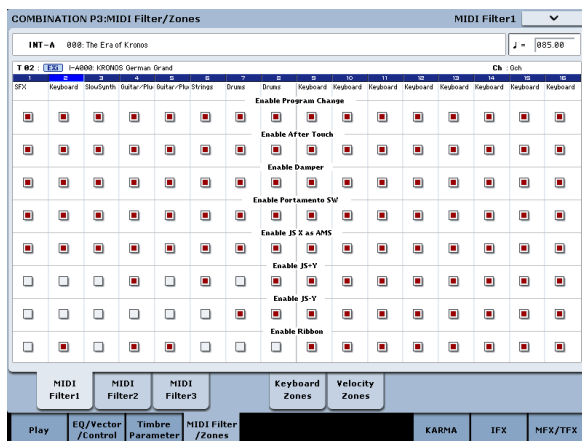 COMBINATION P3:MIDI Filter/Zones MIDI Filter1
INT-A 000: The Era of Kronos ♩= 085.00
T 02 : EXi I-A000: KRONOS German Grand Ch : Gch
1 2 3 4 5 6 7 8 9 10 11 12 13 14 15 16
SFX Keyboard SlowSynth Guitar/Plu Guitar/Plu Strings Drums Drums Keyboard Keyboard Keyboard Keyboard Keyboard Keyboard Keyboard Keyboard
Enable Program Change
Enable After Touch
Enable Damper
Enable Portamento SW
Enable JS X as AMS
Enable JS+Y
Enable JS-Y
Enable Ribbon
MIDI Filter1 MIDI Filter2 MIDI Filter3 Keyboard Zones Velocity Zones
Play EQ/Vector /Control Timbre Parameter MIDI Filter /Zones KARMA IFX MFX/TFX